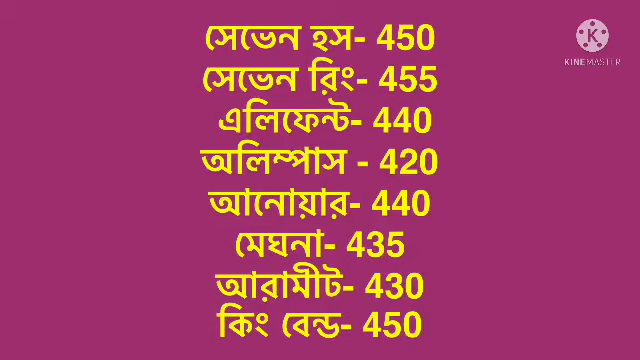 সেভেন হস- 450
KINEMASTER
সেভেন রিং- 455
এলিফেন্ট- 440
অলিম্পাস - 420
আনোয়ার- 440
মেঘনা- 435
আরামীট- 430
কিং বেন্ড- 450